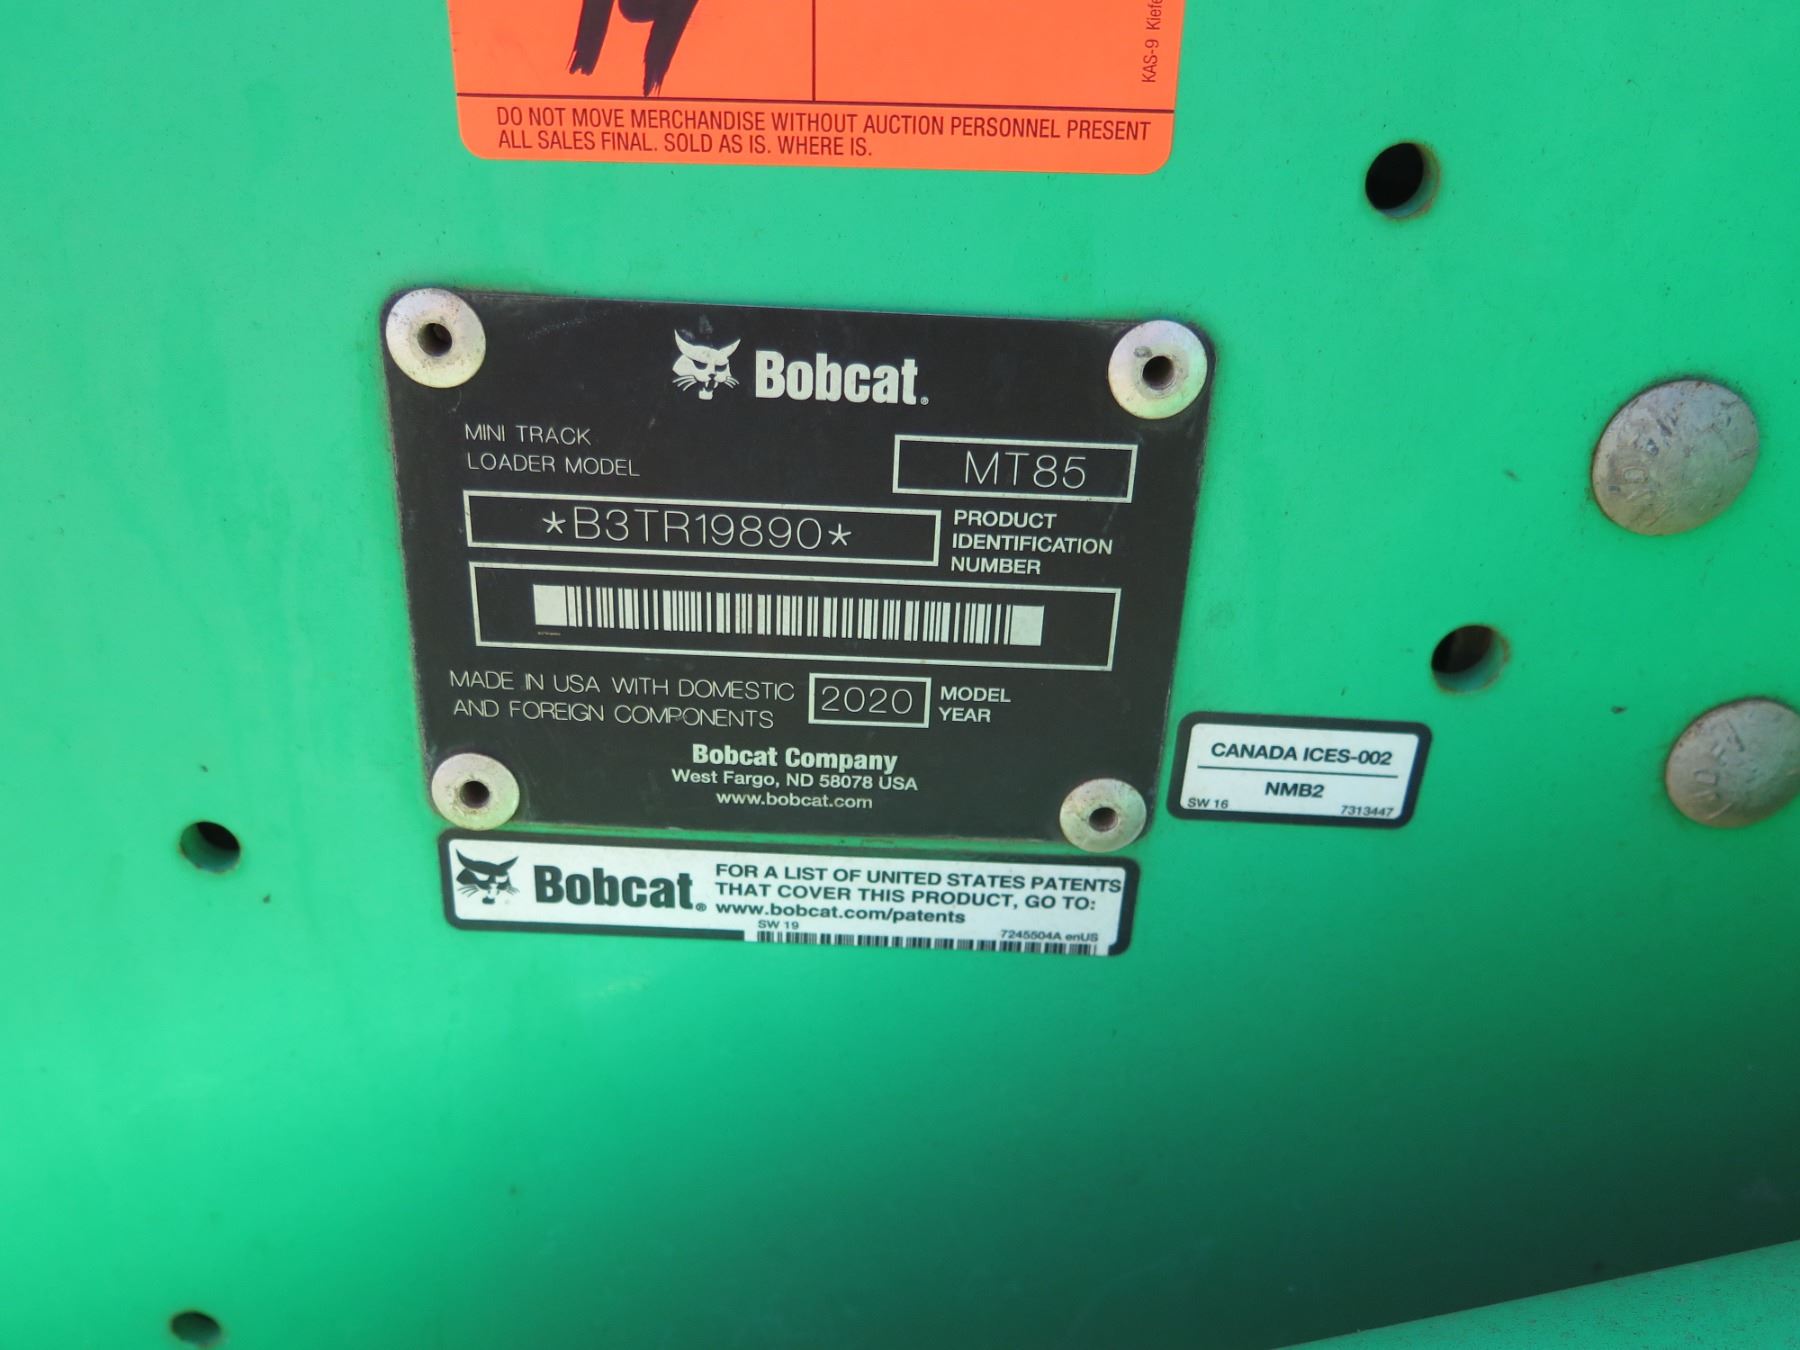 KAS-9
DO NOT MOVE MERCHANDISE WITHOUT AUCTION PERSONNEL PRESENT
ALL SALES FINAL. SOLD AS IS. WHERE IS.
Bobcat®
MINI TRACK
LOADER MODEL
MT85
*B3TR19890*
PRODUCT
IDENTIFICATION
NUMBER
MADE IN USA WITH DOMESTIC
AND FOREIGN COMPONENTS
2020
MODEL
YEAR
Bobcat Company
West Fargo, ND 58078 USA
www.bobcat.com
CANADA ICES-002
NMB2
SW 16 7313447
Bobcat®
FOR A LIST OF UNITED STATES PATENTS
THAT COVER THIS PRODUCT, GO TO:
www.bobcat.com/patents
SW 19
7245504A enUS